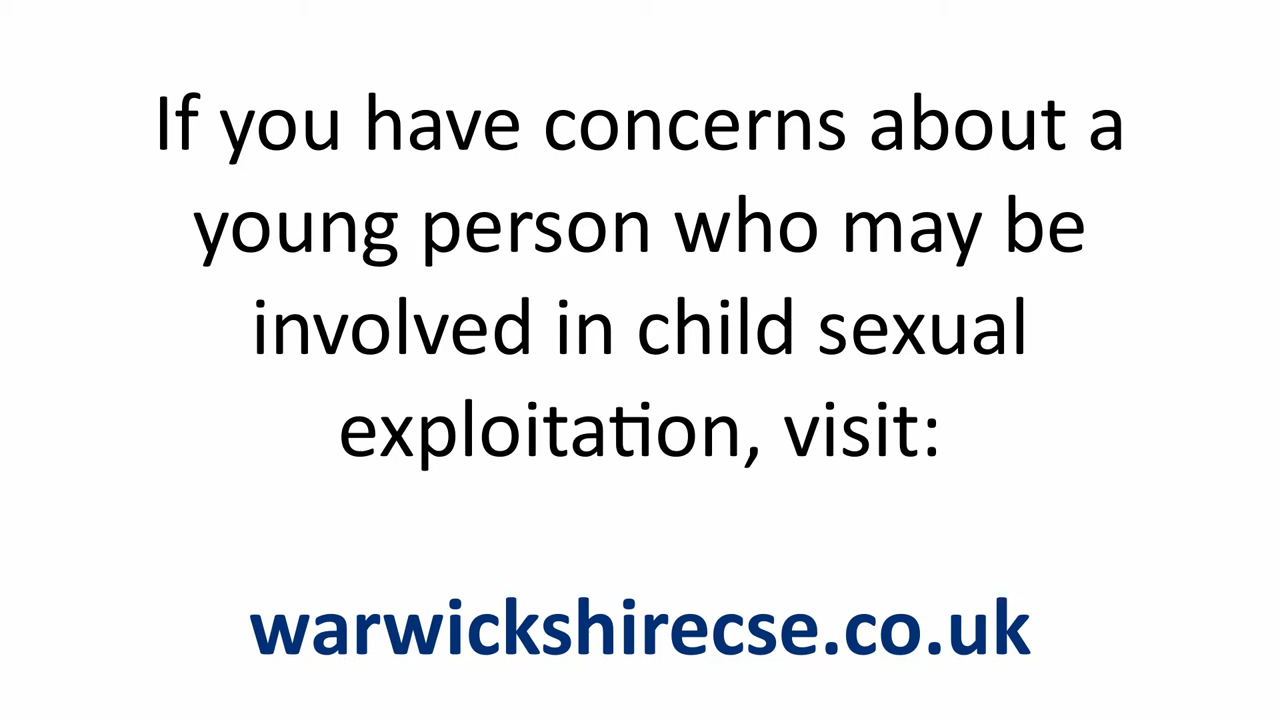 If you have concerns about a
young person who may be
involved in child sexual
exploitation, visit:
warwickshirecse.co.uk